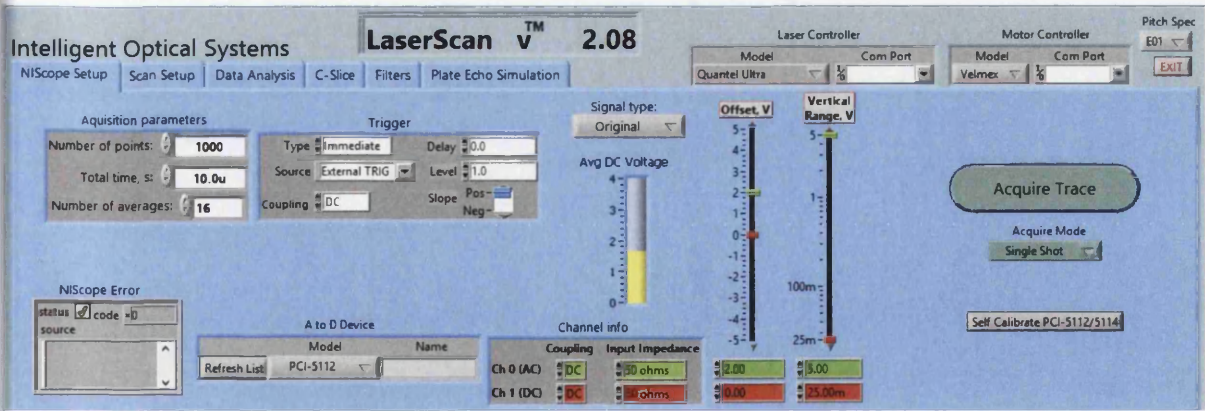 Intelligent Optical Systems
LaserScan v™ 2.08
Laser Controller
Model
Com Port
Quantel Ultra
Motor Controller
Model
Com Port
Velmex
Pitch Spec
E01
EXIT
NIScope Setup
Scan Setup
Data Analysis
C-Slice
Filters
Plate Echo Simulation
Aquisition parameters
Number of points: 1000
Total time, s: 10.0u
Number of averages: 16
Trigger
Type Immediate
Delay 0.0
Source External TRIG
Level 1.0
Coupling DC
Slope Pos-
Neg-
Signal type:
Original
Avg DC Voltage
4-
3-
2-
1-
0-
Offset, V
5-
4-
3-
2-
1-
0-
-1-
-2-
-3-
-4-
-5-
2.00
0.00
Vertical
Range, V
5-
1-
100m-
25m-
5.00
25.00m
Acquire Trace
Acquire Mode
Single Shot
Self Calibrate PCI-5112/5114
NIScope Error
status code
source
A to D Device
Model
Name
Refresh List
PCI-5112
Channel info
Coupling Input Impedance
Ch 0 (AC) DC 50 ohms
Ch 1 (DC) DC 50 ohms